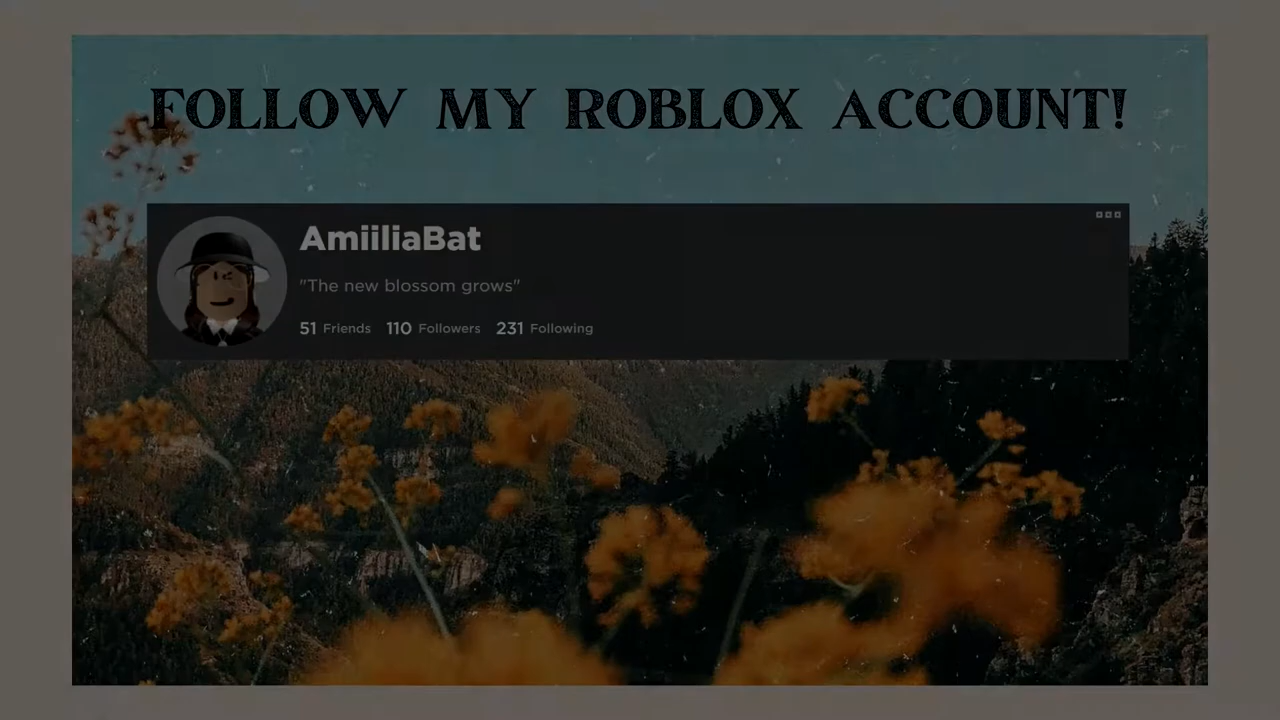 FOLLOW MY ROBLOX ACCOUNT!
AmiiliaBat
"The new blossom grows"
51 Friends 110 Followers 231 Following